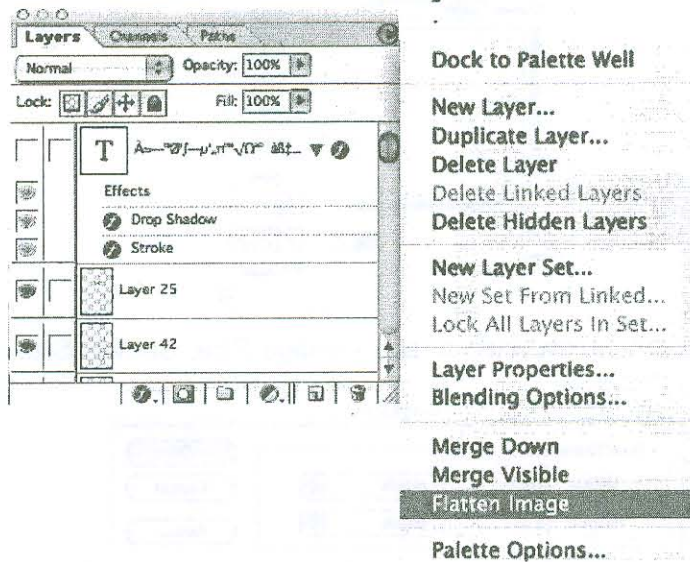 Layers Channels Paths
Normal Opacity: 100%
Lock: Fill: 100%
T
Effects
Drop Shadow
Stroke
Layer 25
Layer 42
Dock to Palette Well
New Layer...
Duplicate Layer...
Delete Layer
Delete Linked Layers
Delete Hidden Layers
New Layer Set...
New Set From Linked...
Lock All Layers In Set...
Layer Properties...
Blending Options...
Merge Down
Merge Visible
Flatten Image
Palette Options...